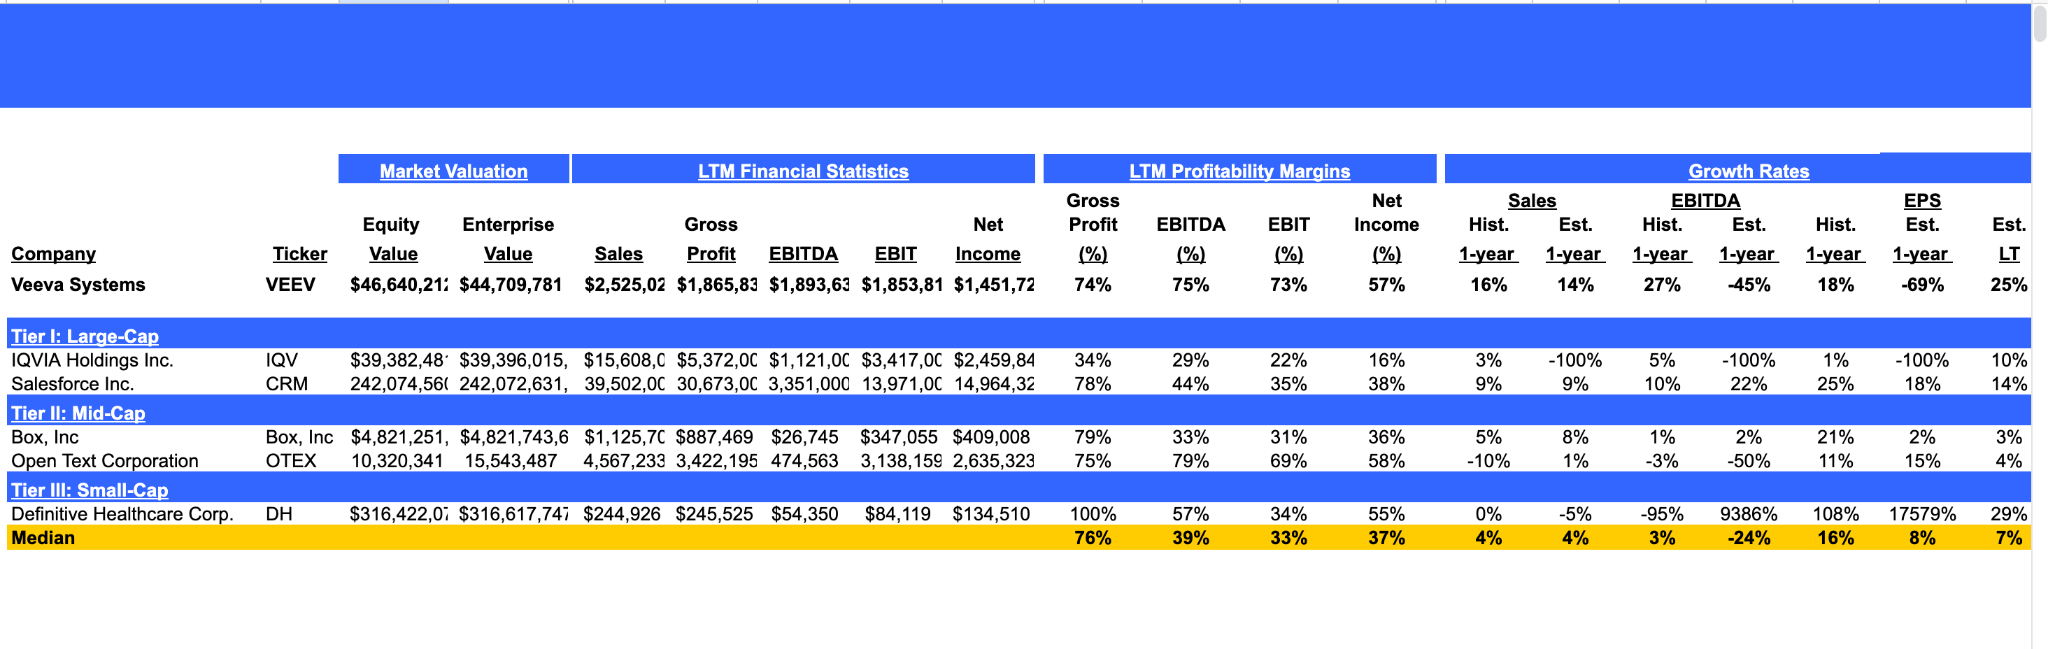 Market Valuation LTM Financial Statistics LTM Profitability Margins Growth Rates
Gross Net Sales EBITDA EPS
Equity Enterprise Gross Net Profit EBITDA EBIT Income Hist. Est. Hist. Est. Hist. Est. Est.
Company Ticker Value Value Sales Profit EBITDA EBIT Income (%) (%) (%) (%) 1-year 1-year 1-year 1-year 1-year 1-year LT
Veeva Systems VEEV $46,640,212 $44,709,781 $2,525,02 $1,865,83 $1,893,63 $1,853,81 $1,451,72 74% 75% 73% 57% 16% 14% 27% -45% 18% -69% 25%
Tier I: Large-Cap
IQVIA Holdings Inc. IQV $39,382,48 $39,396,015, $15,608,0 $5,372,00 $1,121,00 $3,417,00 $2,459,84 34% 29% 22% 16% 3% -100% 5% -100% 1% -100% 10%
Salesforce Inc. CRM 242,074,560 242,072,631, 39,502,00 30,673,00 3,351,000 13,971,00 14,964,32 78% 44% 35% 38% 9% 9% 10% 22% 25% 18% 14%
Tier II: Mid-Cap
Box, Inc Box, Inc $4,821,251, $4,821,743,6 $1,125,70 $887,469 $26,745 $347,055 $409,008 79% 33% 31% 36% 5% 8% 1% 2% 21% 2% 3%
Open Text Corporation OTEX 10,320,341 15,543,487 4,567,233 3,422,195 474,563 3,138,159 2,635,323 75% 79% 69% 58% -10% 1% -3% -50% 11% 15% 4%
Tier III: Small-Cap
Definitive Healthcare Corp. DH $316,422,07 $316,617,747 $244,926 $245,525 $54,350 $84,119 $134,510 100% 57% 34% 55% 0% -5% -95% 9386% 108% 17579% 29%
Median 76% 39% 33% 37% 4% 4% 3% -24% 16% 8% 7%